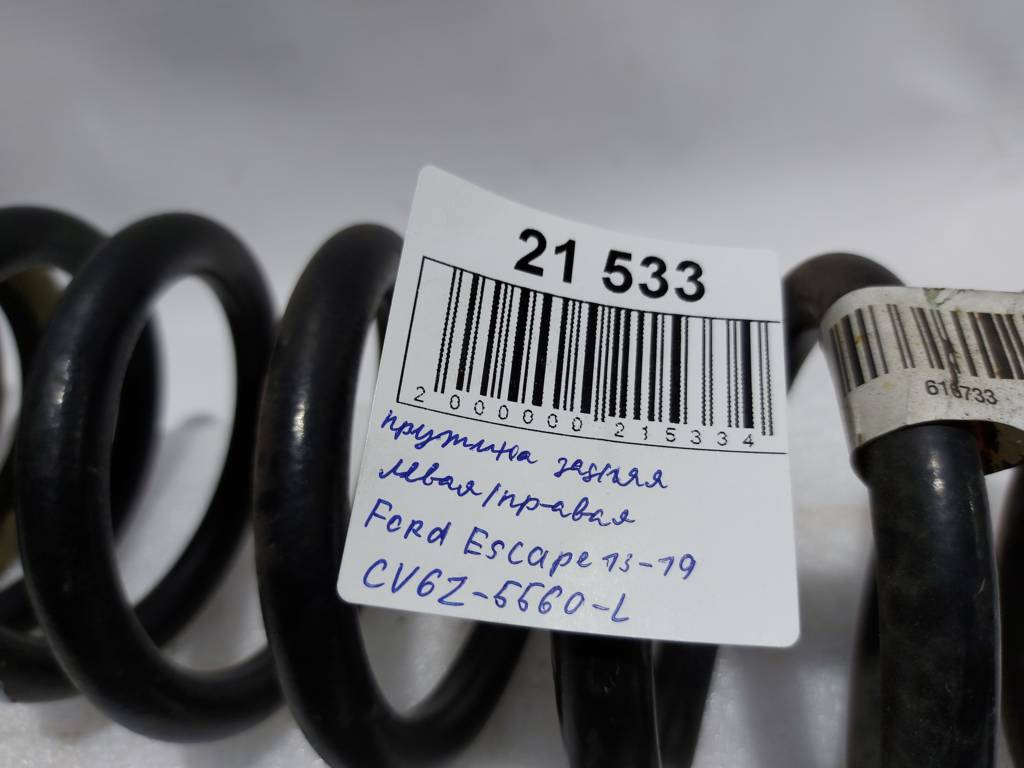 21 533
2 000000 215334
пружина задняя
левая/правая
Ford Escape 13-19
CV6Z-5560-L
616733